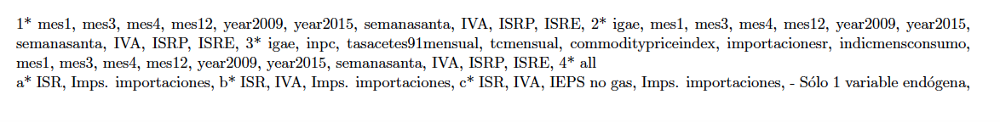 1* mes1, mes3, mes4, mes12, year2009, year2015, semanasanta, IVA, ISRP, ISRE, 2* igae, mes1, mes3, mes4, mes12, year2009, year2015,
semanasanta, IVA, ISRP, ISRE, 3* igae, inpc, tasacetes91mensual, tcmensual, commoditypriceindex, importacionesr, indicmensconsumo,
mes1, mes3, mes4, mes12, year2009, year2015, semanasanta, IVA, ISRP, ISRE, 4* all
a* ISR, Imps. importaciones, b* ISR, IVA, Imps. importaciones, c* ISR, IVA, IEPS no gas, Imps. importaciones, - Sólo 1 variable endógena,